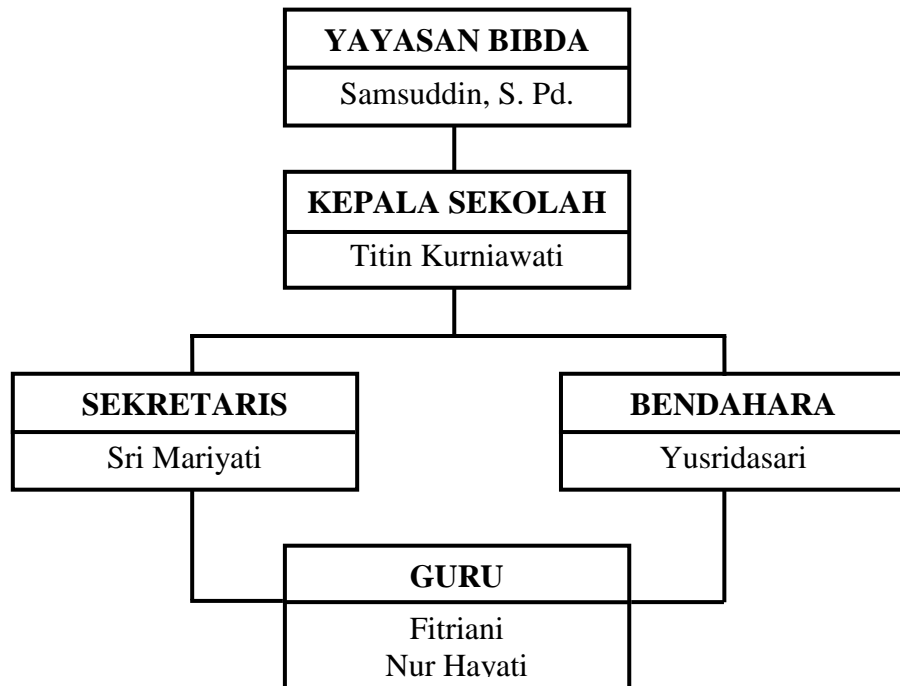 YAYASAN BIBDA
Samsuddin, S. Pd.
KEPALA SEKOLAH
Titin Kurniawati
SEKRETARIS
Sri Mariyati
BENDAHARA
Yusridasari
GURU
Fitriani
Nur Hayati